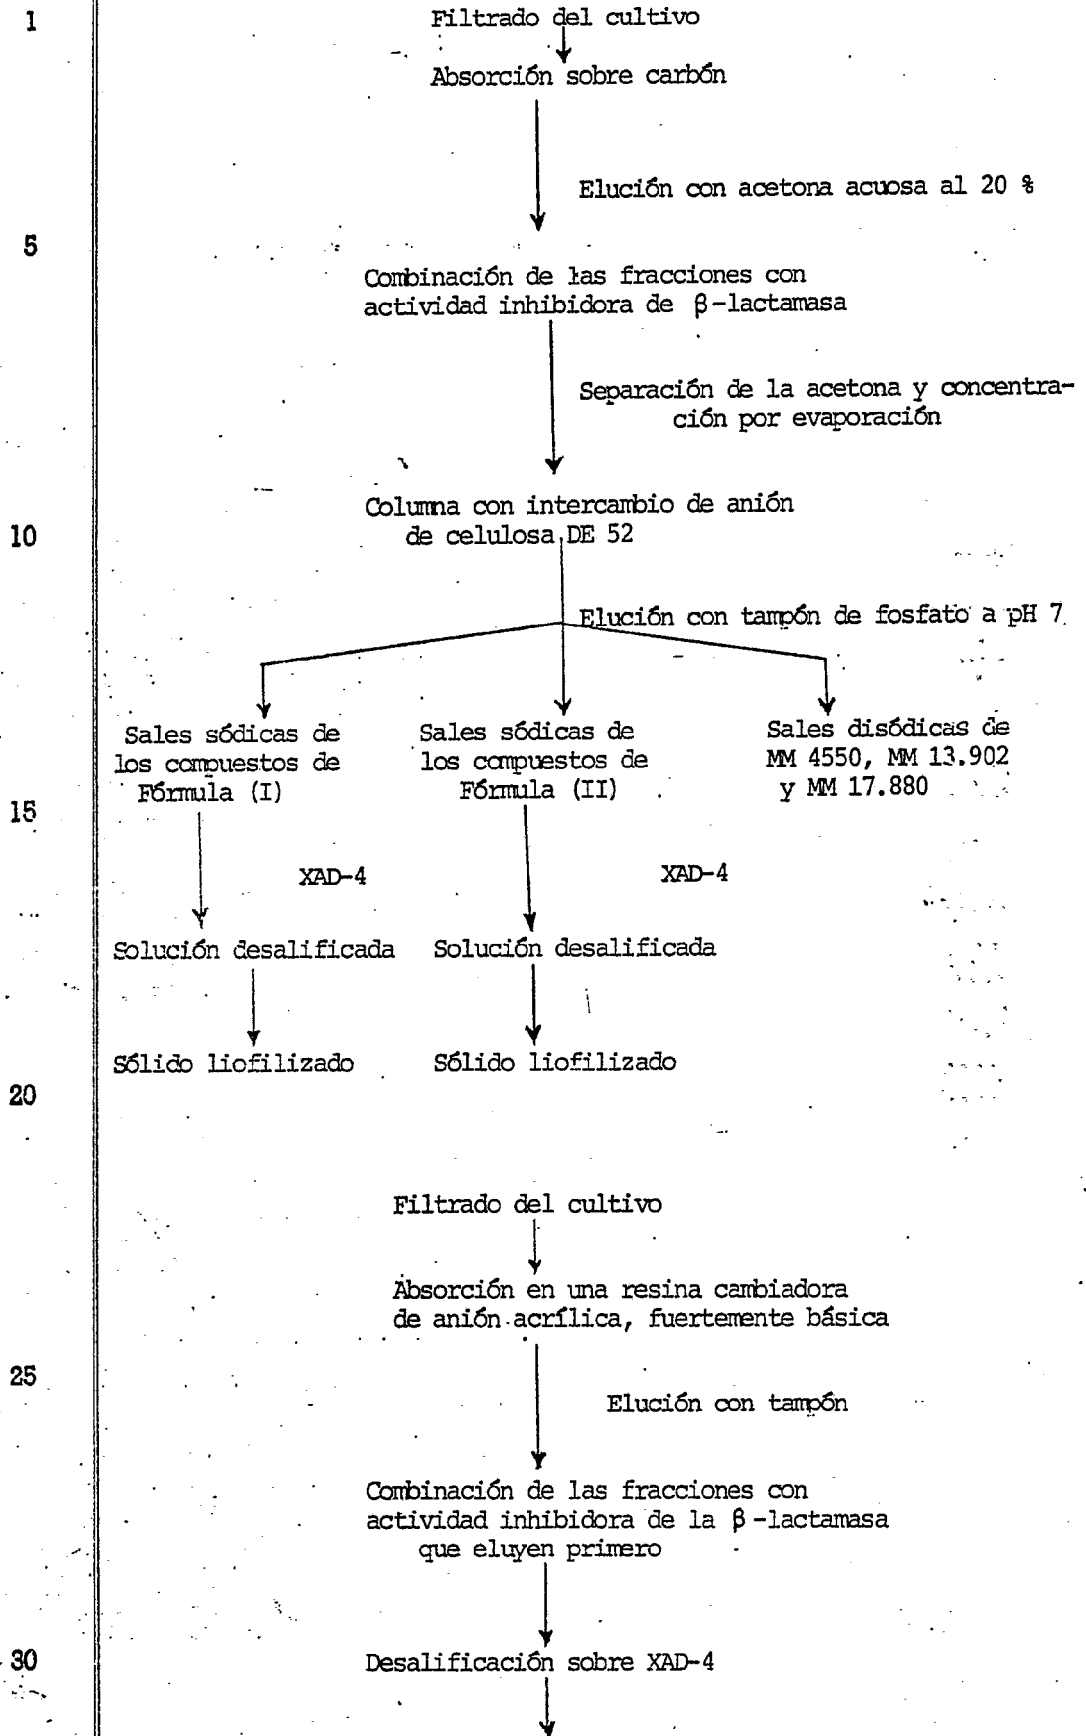 1
Filtrado del cultivo
Absorción sobre carbón
Elución con acetona acuosa al 20 %
5
Combinación de las fracciones con
actividad inhibidora de β-lactamasa
Separación de la acetona y concentra-
ción por evaporación
Columna con intercambio de anión
10
de celulosa DE 52
Elución con tampón de fosfato a pH 7
Sales sódicas de
los compuestos de
Fórmula (I)
Sales sódicas de
los compuestos de
Fórmula (II)
Sales disódicas de
MM 4550, MM 13.902
y MM 17.880
15
XAD-4
XAD-4
Solución desalificada
Solución desalificada
Sólido liofilizado
Sólido liofilizado
20
Filtrado del cultivo
Absorción en una resina cambiadora
de anión acrílica, fuertemente básica
25
Elución con tampón
Combinación de las fracciones con
actividad inhibidora de la β-lactamasa
que eluyen primero
30
Desalificación sobre XAD-4